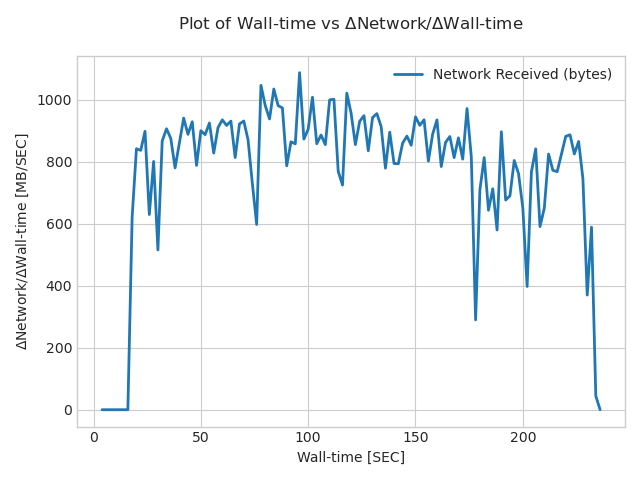 Plot of Wall-time vs ΔNetwork/ΔWall-time
Network Received (bytes)
ΔNetwork/ΔWall-time [MB/SEC]
1000
800
600
400
200
0
0 50 100 150 200
Wall-time [SEC]